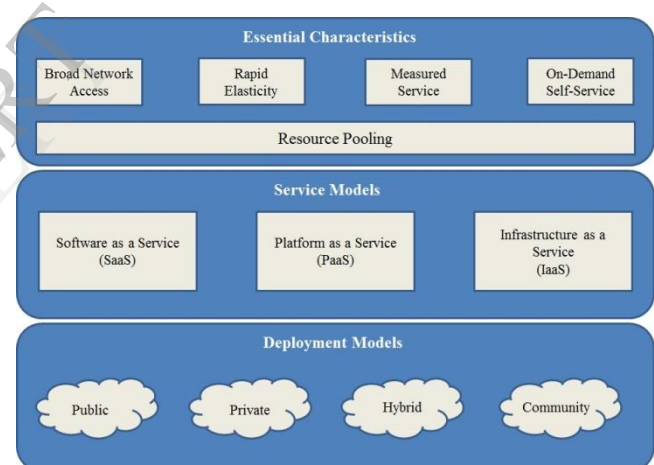 Essential Characteristics
Broad Network
Access
Rapid
Elasticity
Measured
Service
On-Demand
Self-Service
Resource Pooling
Service Models
Software as a Service
(SaaS)
Platform as a Service
(PaaS)
Infrastructure as a
Service
(IaaS)
Deployment Models
Public
Private
Hybrid
Community